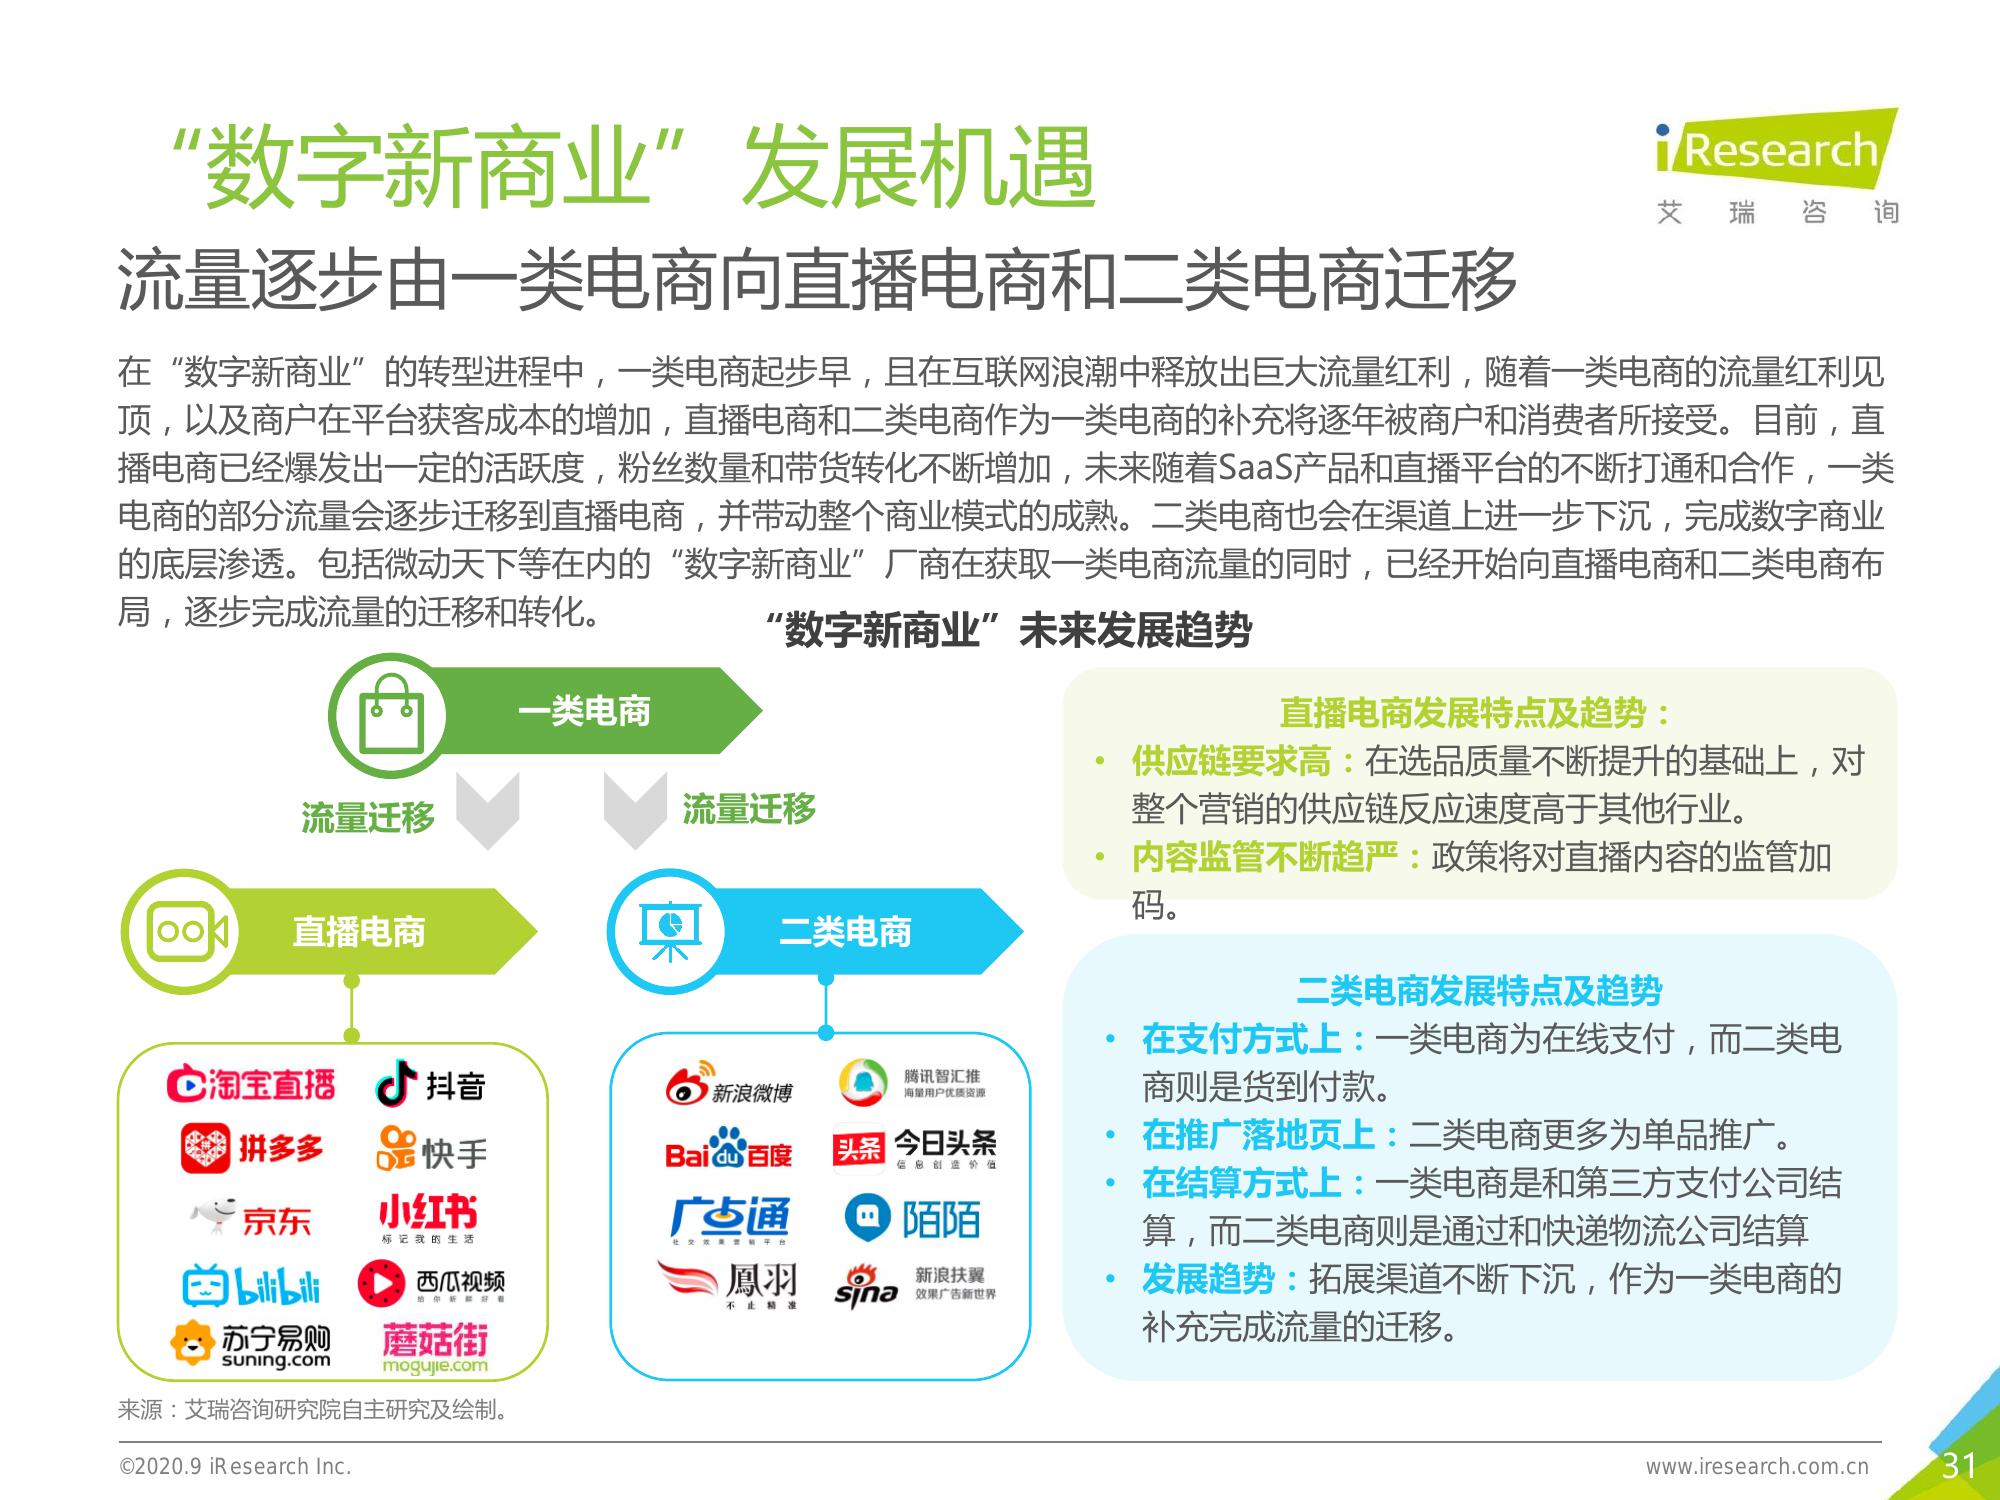 “数字新商业”发展机遇
iResearch
艾瑞咨询
流量逐步由一类电商向直播电商和二类电商迁移
在“数字新商业”的转型进程中，一类电商起步早，且在互联网浪潮中释放出巨大流量红利，随着一类电商的流量红利见
顶，以及商户在平台获客成本的增加，直播电商和二类电商作为一类电商的补充将逐年被商户和消费者所接受。目前，直
播电商已经爆发出一定的活跃度，粉丝数量和带货转化不断增加，未来随着SaaS产品和直播平台的不断打通和合作，一类
电商的部分流量会逐步迁移到直播电商，并带动整个商业模式的成熟。二类电商也会在渠道上进一步下沉，完成数字商业
的底层渗透。包括微动天下等在内的“数字新商业”厂商在获取一类电商流量的同时，已经开始向直播电商和二类电商布
局，逐步完成流量的迁移和转化。
“数字新商业”未来发展趋势
一类电商
流量迁移
流量迁移
直播电商
二类电商
淘宝直播
抖音
拼多多
快手
京东
小红书
标记我的生活
bilibili
西瓜视频
给你新鲜好看
苏宁易购
suning.com
蘑菇街
mogujie.com
新浪微博
腾讯智汇推
海量用户优质资源
Bai du 百度
头条
今日头条
信息创造价值
广点通
社交效果营销平台
陌陌
鳳羽
不止精准
sina
新浪扶翼
效果广告新世界
直播电商发展特点及趋势：
• 供应链要求高：在选品质量不断提升的基础上，对
整个营销的供应链反应速度高于其他行业。
• 内容监管不断趋严：政策将对直播内容的监管加
码。
二类电商发展特点及趋势
• 在支付方式上：一类电商为在线支付，而二类电
商则是货到付款。
• 在推广落地页上：二类电商更多为单品推广。
• 在结算方式上：一类电商是和第三方支付公司结
算，而二类电商则是通过和快递物流公司结算
• 发展趋势：拓展渠道不断下沉，作为一类电商的
补充完成流量的迁移。
来源：艾瑞咨询研究院自主研究及绘制。
©2020.9 iResearch Inc.
www.iresearch.com.cn
31